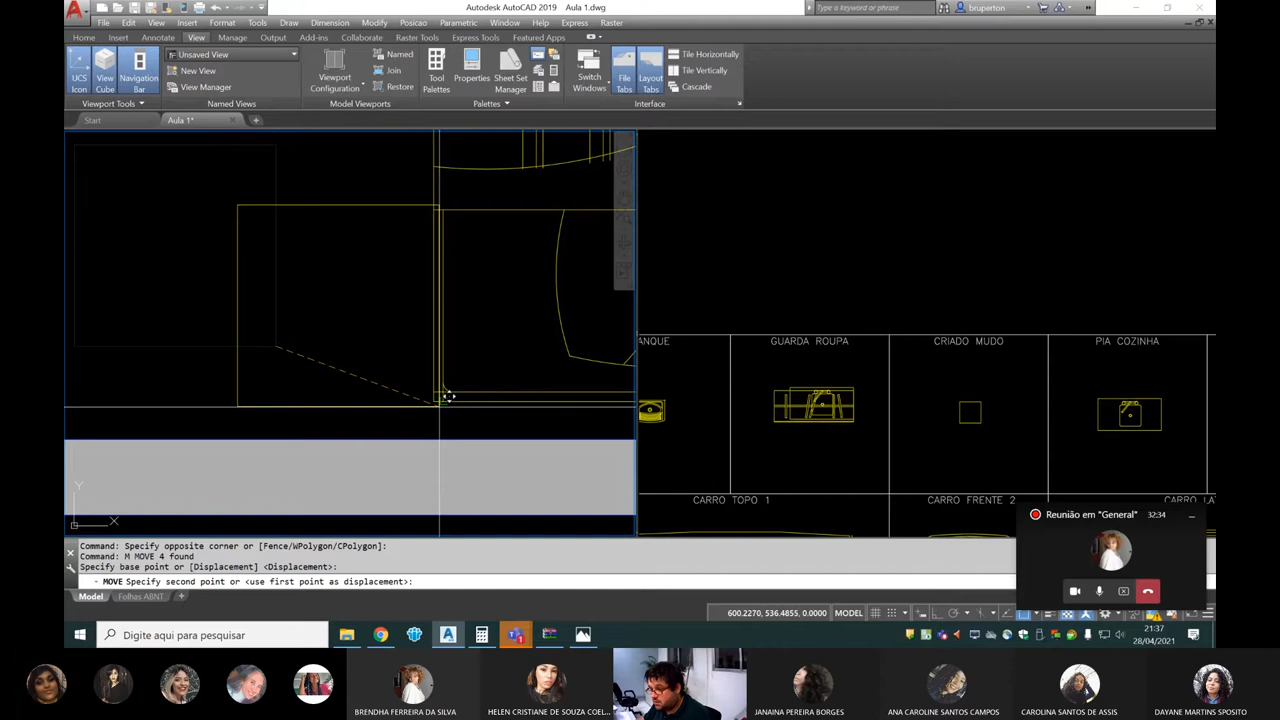 Autodesk AutoCAD 2019 Aula 1.dwg
Type a keyword or phrase
bruperton
File Edit View Insert Format Tools Draw Dimension Modify Posicao Parametric Window Help Express Raster
Home Insert Annotate Parametric View Manage Output Add-ins Collaborate Raster Tools Express Tools Featured Apps
UCS Icon
View Cube
Navigation Bar
Viewport Tools
Unsaved View
New View
View Manager
Named Views
Viewport Configuration
Named
Join
Restore
Model Viewports
Tool Palettes
Properties
Sheet Set Manager
Palettes
Switch Windows
File Tabs
Layout Tabs
Tile Horizontally
Tile Vertically
Cascade
Interface
Start
Aula 1*
ANQUE
GUARDA ROUPA
CRIADO MUDO
PIA COZINHA
CARRO TOPO 1
CARRO FRENTE 2
CARRO LA
Y
X
Reunião em "General" 32:34
Command: Specify opposite corner or [Fence/WPolygon/CPolygon]:
Command: M MOVE 4 found
Specify base point or [Displacement] <Displacement>:
- MOVE Specify second point or <use first point as displacement>:
Model
Folhas ABNT
600.2270, 536.4855, 0.0000 MODEL
Digite aqui para pesquisar
21:37
28/04/2021
BRENDHA FERREIRA DA SILVA
HELEN CRISTIANE DE SOUZA COEL...
JANAINA PEREIRA BORGES
ANA CAROLINE SANTOS CAMPOS
CAROLINA SANTOS DE ASSIS
DAYANE MARTINS SPOSITO